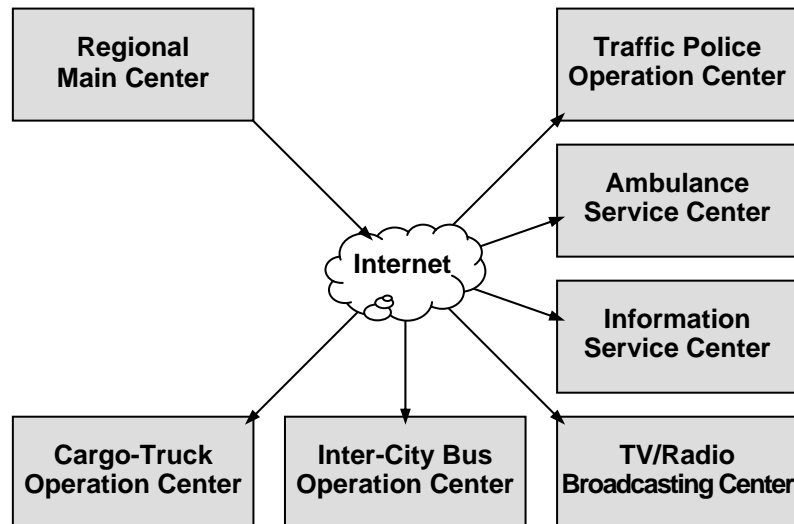 Regional
Main Center
Traffic Police
Operation Center
Ambulance
Service Center
Internet
Information
Service Center
Cargo-Truck
Operation Center
Inter-City Bus
Operation Center
TV/Radio
Broadcasting Center